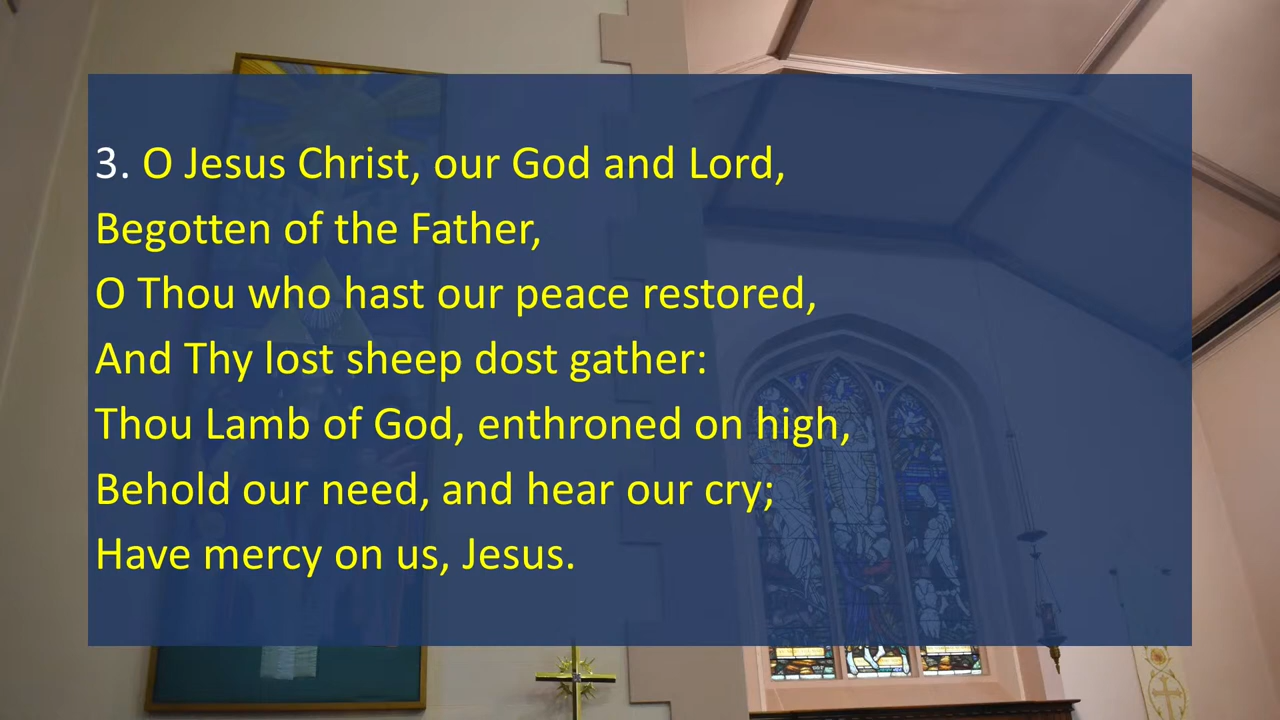 3. O Jesus Christ, our God and Lord,
Begotten of the Father,
O Thou who hast our peace restored,
And Thy lost sheep dost gather:
Thou Lamb of God, enthroned on high,
Behold our need, and hear our cry;
Have mercy on us, Jesus.